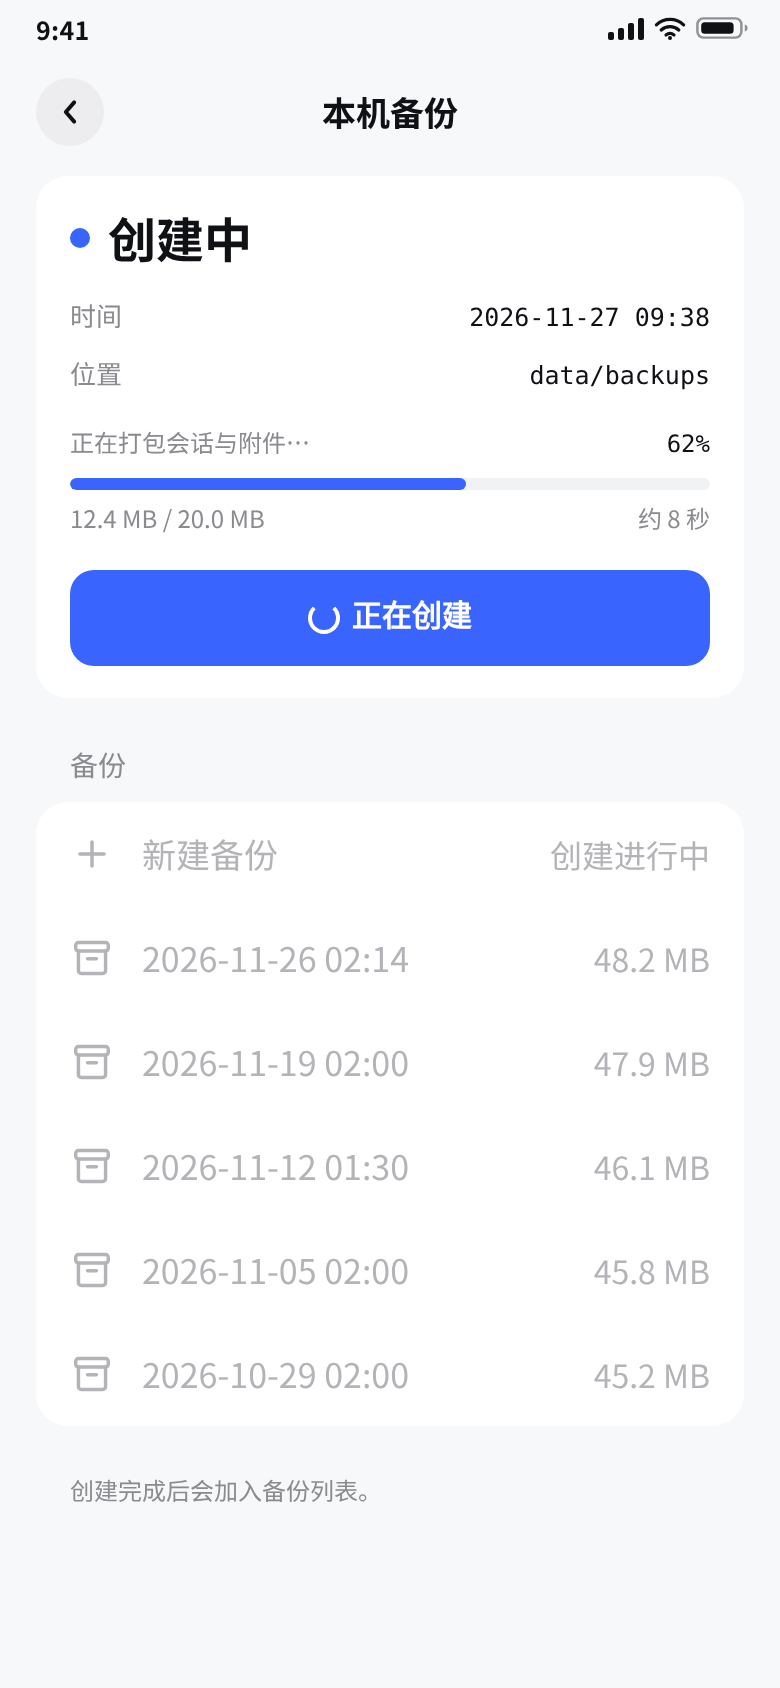 9:41
本机备份
创建中
时间 2026-11-27 09:38
位置 data/backups
正在打包会话与附件… 62%
12.4 MB / 20.0 MB 约 8 秒
正在创建
备份
新建备份 创建进行中
2026-11-26 02:14 48.2 MB
2026-11-19 02:00 47.9 MB
2026-11-12 01:30 46.1 MB
2026-11-05 02:00 45.8 MB
2026-10-29 02:00 45.2 MB
创建完成后会加入备份列表。